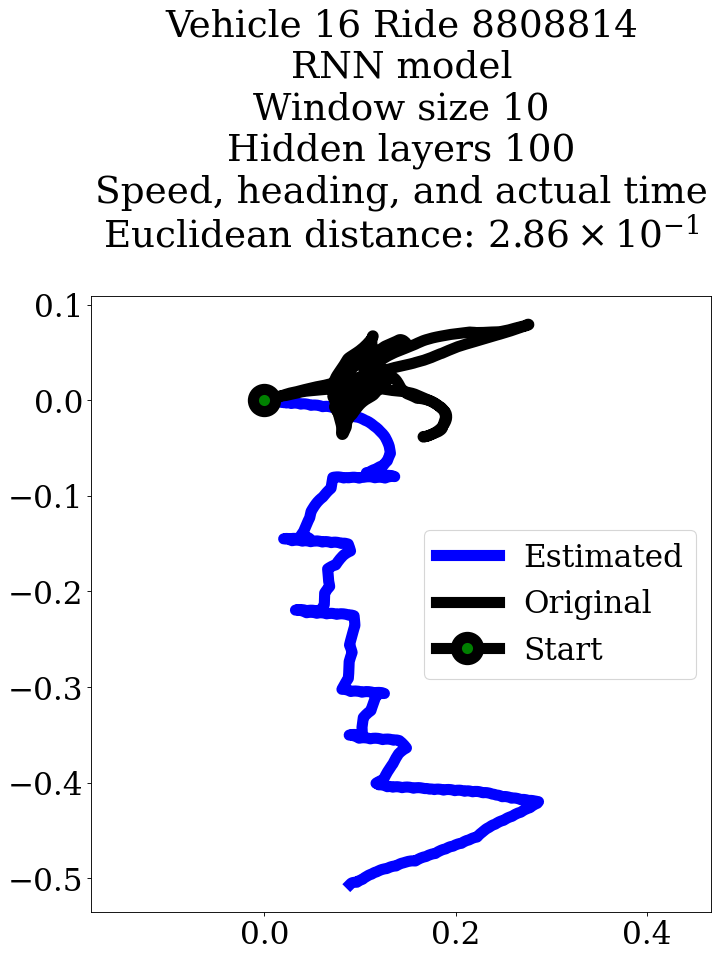 Vehicle 16 Ride 8808814
RNN model
Window size 10
Hidden layers 100
Speed, heading, and actual time
Euclidean distance: 2.86 × 10⁻¹
0.1
0.0
−0.1
−0.2
−0.3
−0.4
−0.5
Estimated
Original
Start
0.0 0.2 0.4